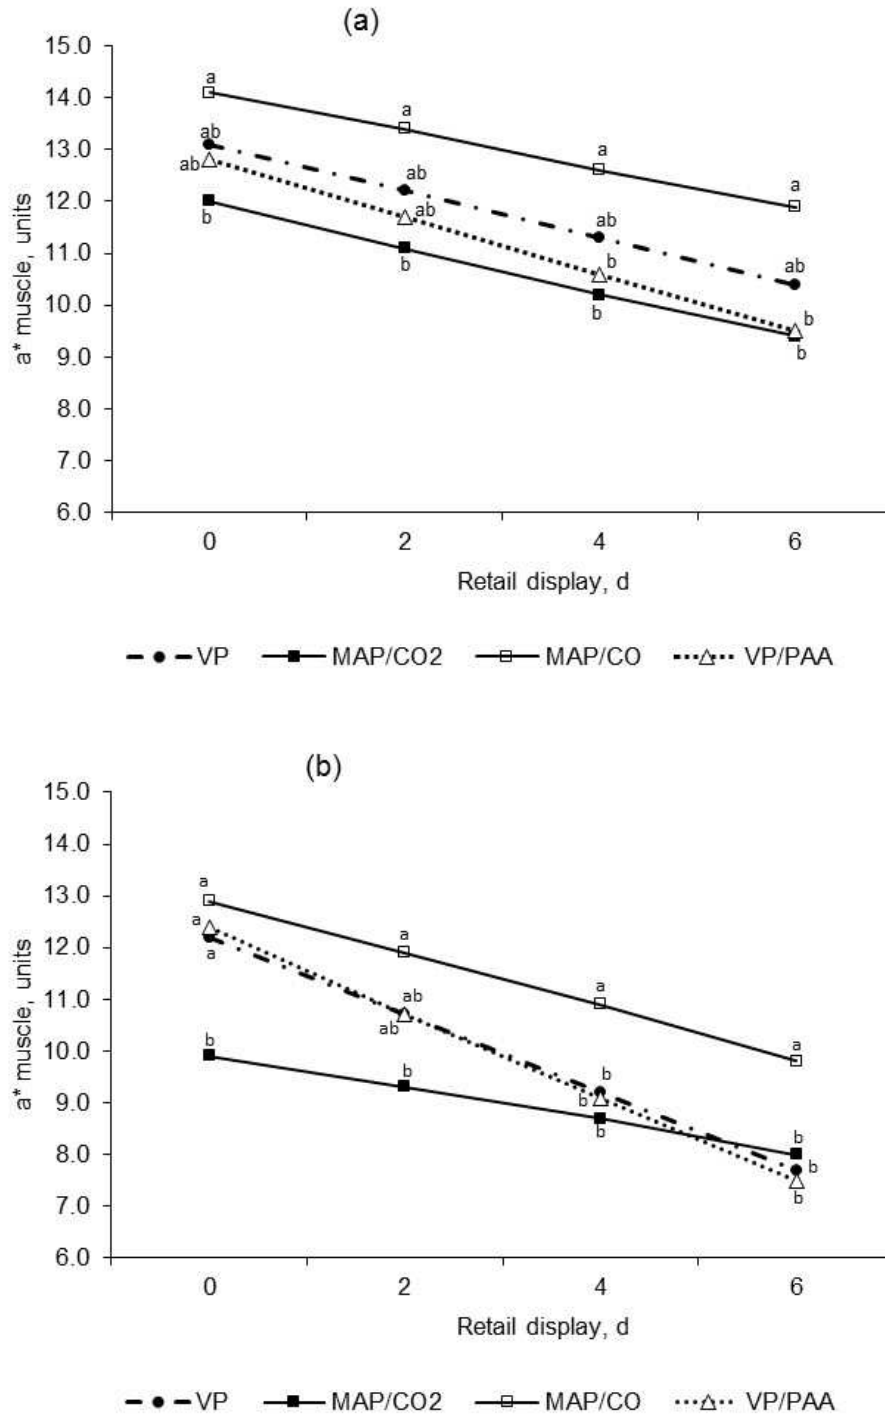 (a)
15.0
a
14.0
a
ab
a
13.0
ab
ab
a
12.0
ab
ab
b
ab
11.0
b
b
10.0
b
b
9.0
b
8.0
7.0
6.0
a* muscle, units
0 2 4 6
Retail display, d
VP MAP/CO2 MAP/CO VP/PAA
(b)
15.0
14.0
13.0
a
a
12.0
a
a
11.0
ab
a
ab
10.0
b
a
b
b
9.0
b
b
b
8.0
b
b
7.0
6.0
a* muscle, units
0 2 4 6
Retail display, d
VP MAP/CO2 MAP/CO VP/PAA